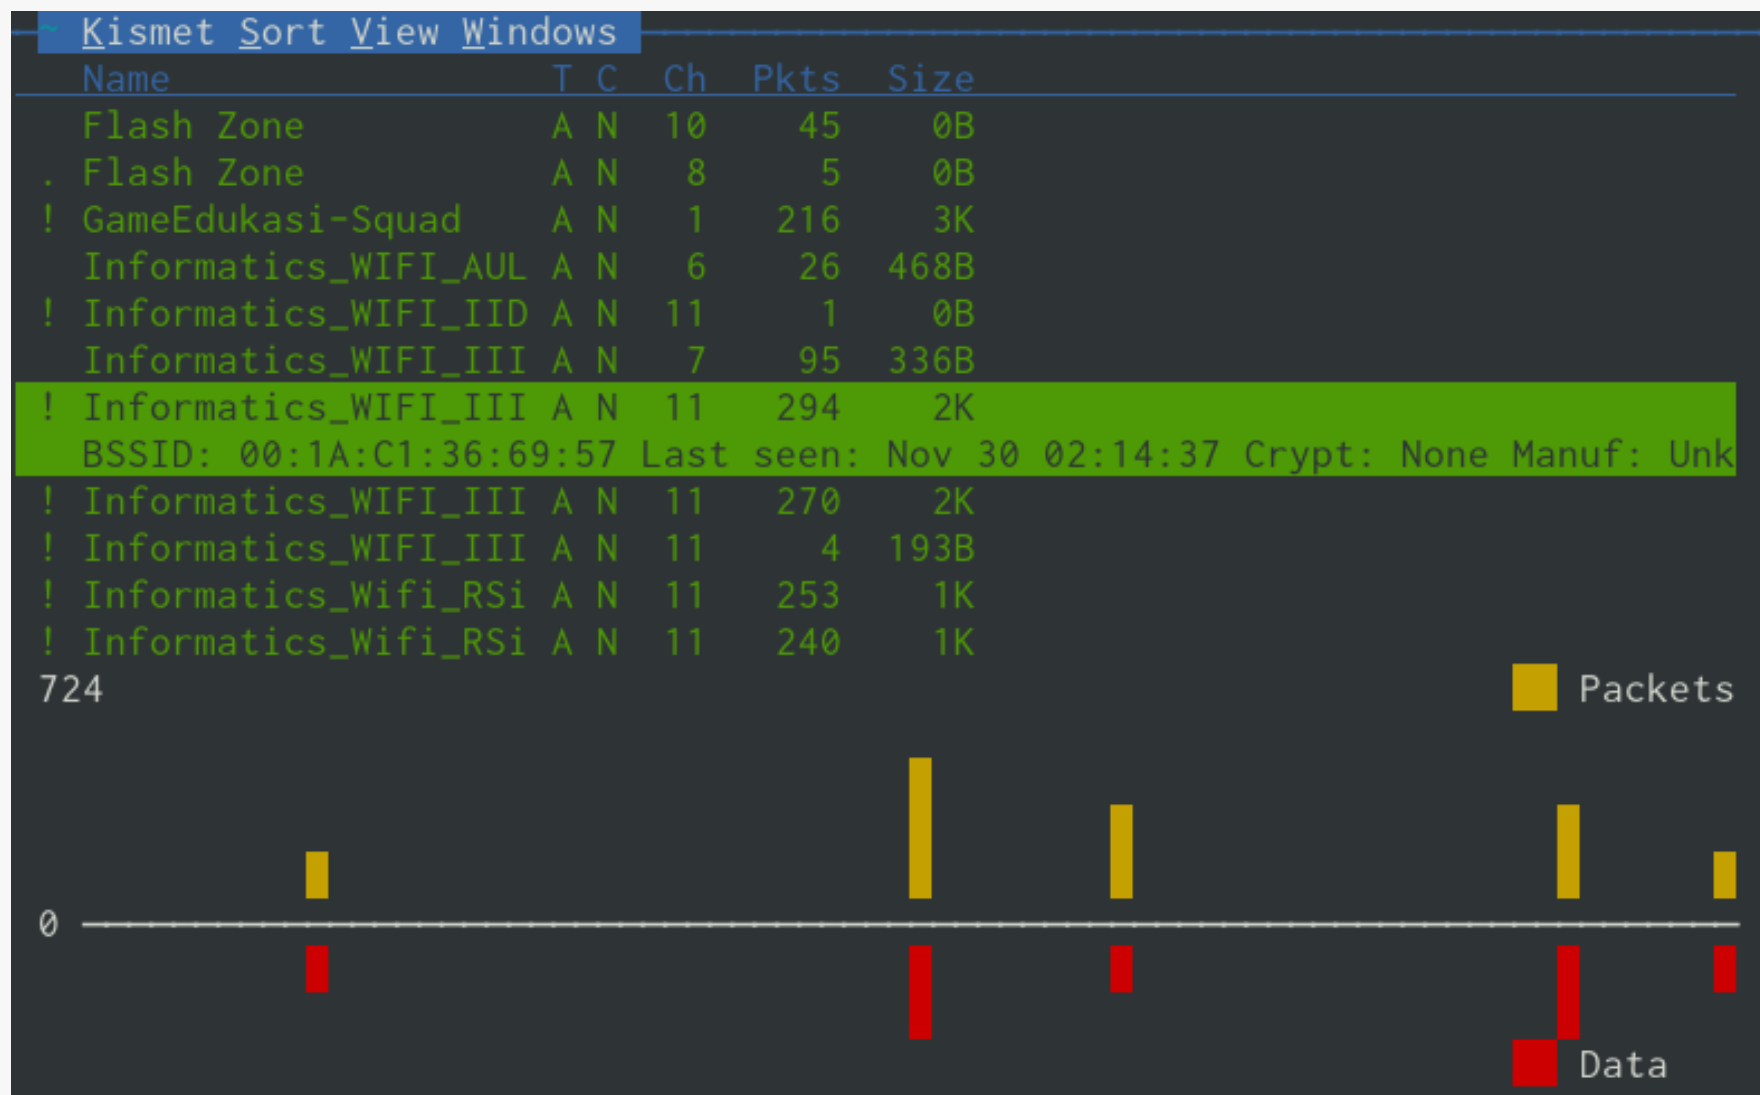 ~ Kismet Sort View Windows
Name T C Ch Pkts Size
Flash Zone A N 10 45 0B
. Flash Zone A N 8 5 0B
! GameEdukasi-Squad A N 1 216 3K
Informatics_WIFI_AUL A N 6 26 468B
! Informatics_WIFI_IID A N 11 1 0B
Informatics_WIFI_III A N 7 95 336B
! Informatics_WIFI_III A N 11 294 2K
BSSID: 00:1A:C1:36:69:57 Last seen: Nov 30 02:14:37 Crypt: None Manuf: Unk
! Informatics_WIFI_III A N 11 270 2K
! Informatics_WIFI_III A N 11 4 193B
! Informatics_Wifi_RSi A N 11 253 1K
! Informatics_Wifi_RSi A N 11 240 1K
724 Packets
0
Data